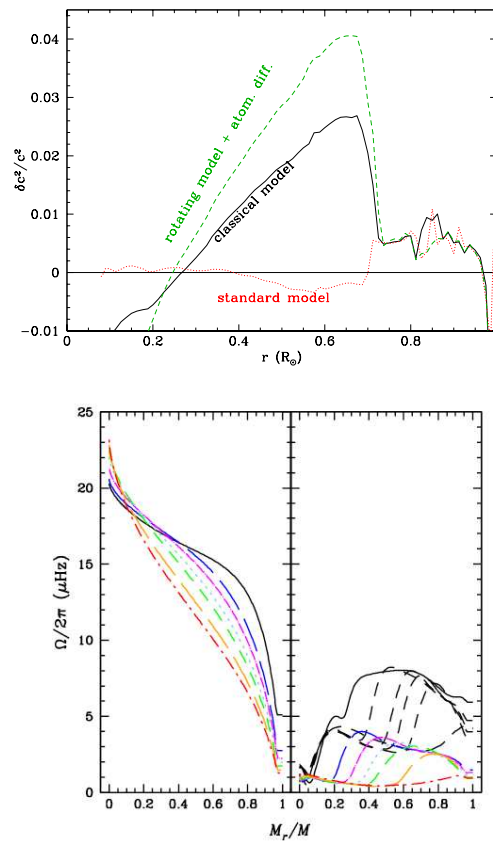 0.04
0.03
0.02
0.01
0
-0.01
δc²/c²
rotating model + atom. diff.
classical model
standard model
0 0.2 0.4 0.6 0.8 1
r (R⊙)
25
20
15
10
5
0
Ω/2π (μHz)
0 0.2 0.4 0.6 0.8 1 0 0.2 0.4 0.6 0.8 1
M_r/M